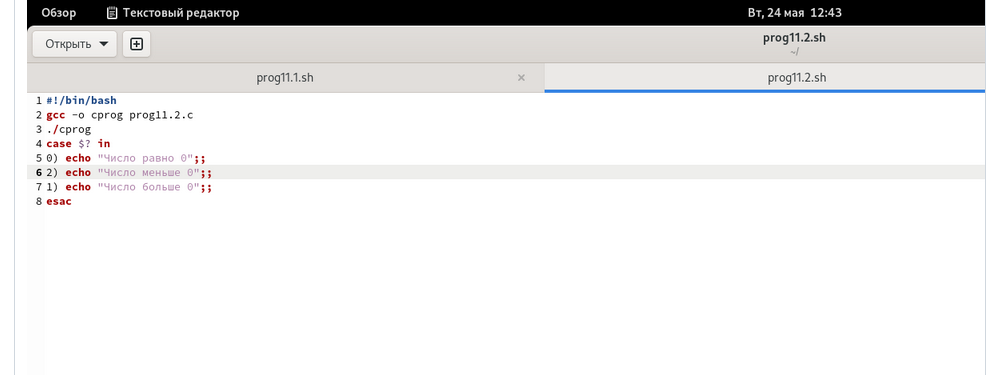 Обзор Текстовый редактор Вт, 24 мая 12:43
Открыть prog11.2.sh
~/
prog11.1.sh × prog11.2.sh
1 #!/bin/bash
2 gcc -o cprog prog11.2.c
3 ./cprog
4 case $? in
5 0) echo "Число равно 0";;
6 2) echo "Число меньше 0";;
7 1) echo "Число больше 0";;
8 esac